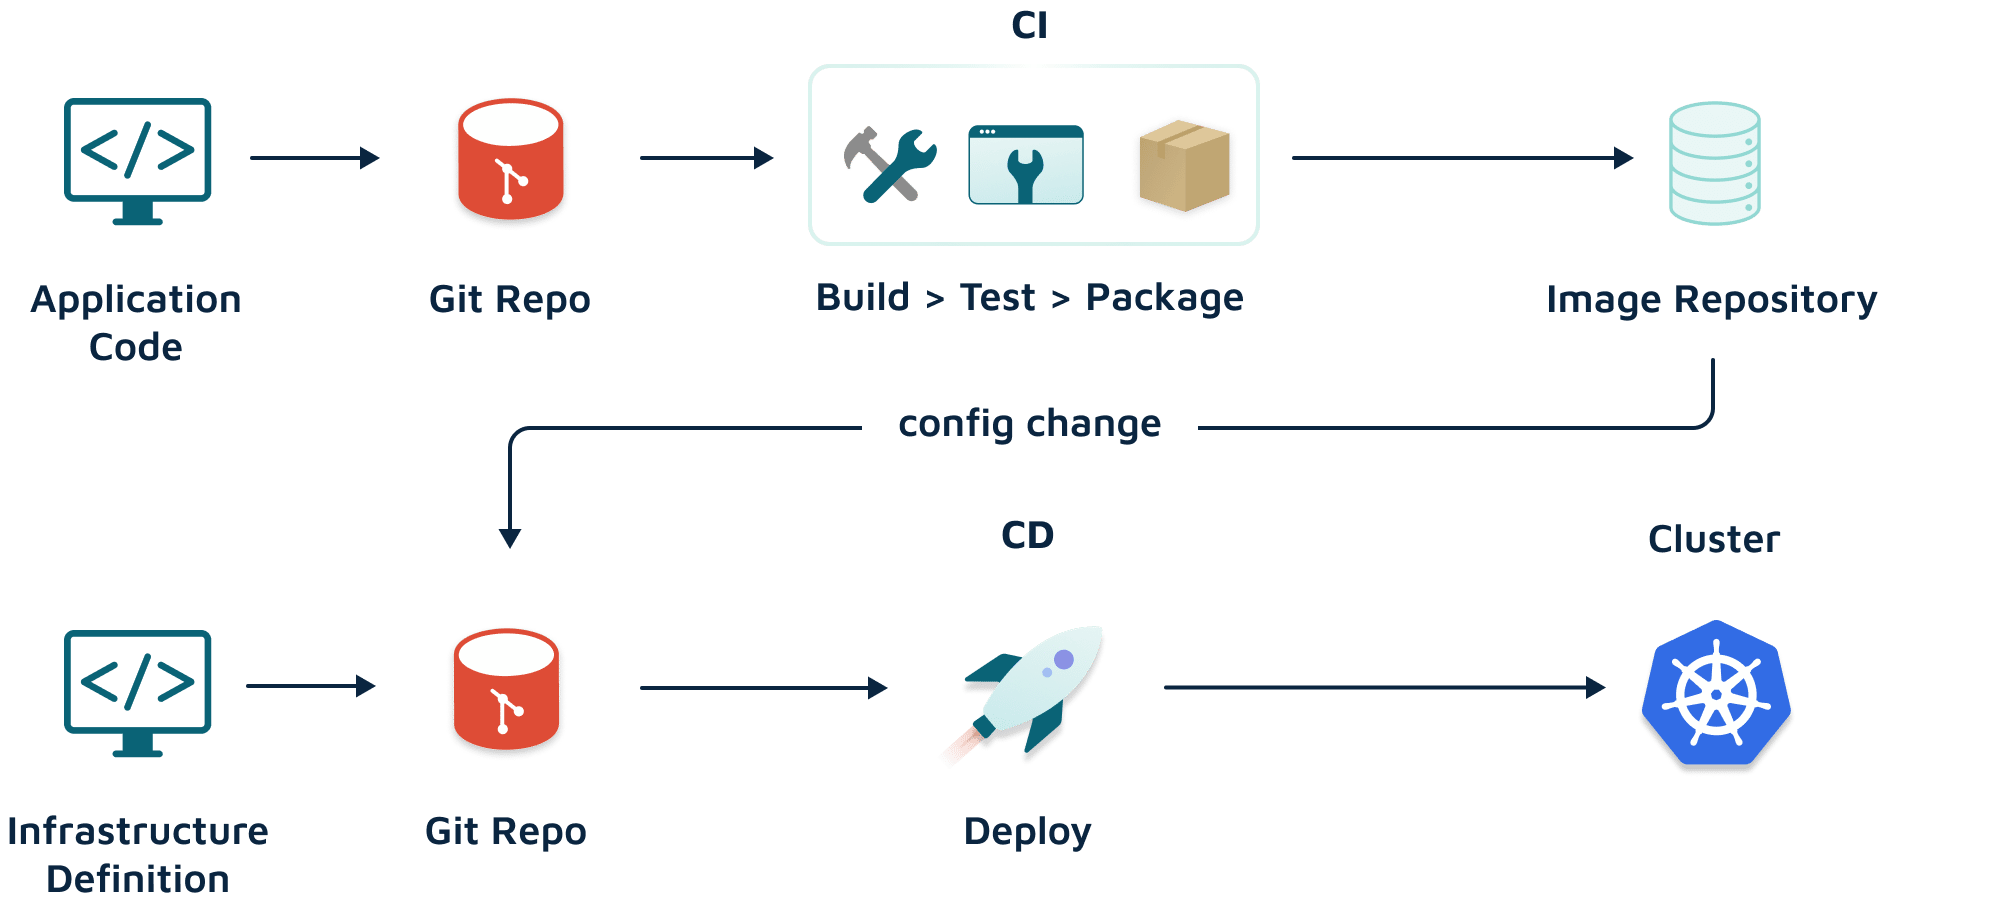 CI
Application
Code
Git Repo
Build > Test > Package
Image Repository
config change
CD
Cluster
Infrastructure
Definition
Git Repo
Deploy